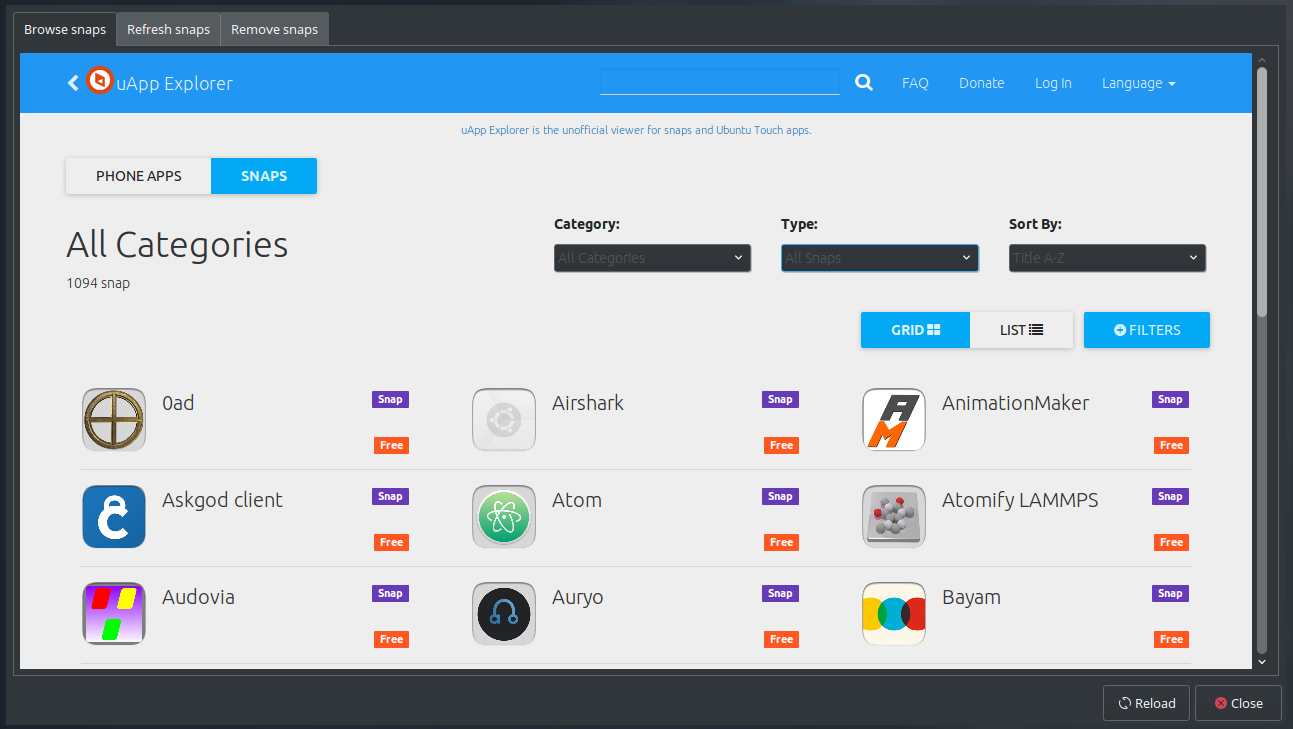 Browse snaps Refresh snaps Remove snaps
uApp Explorer FAQ Donate Log In Language
uApp Explorer is the unofficial viewer for snaps and Ubuntu Touch apps.
PHONE APPS SNAPS
Category: Type: Sort By:
All Categories
All Categories All Snaps Title A-Z
1094 snap
GRID LIST FILTERS
0ad Snap Airshark Snap AnimationMaker Snap
Free Free Free
Askgod client Snap Atom Snap Atomify LAMMPS Snap
Free Free Free
Audovia Snap Auryo Snap Bayam Snap
Free Free Free
Reload Close